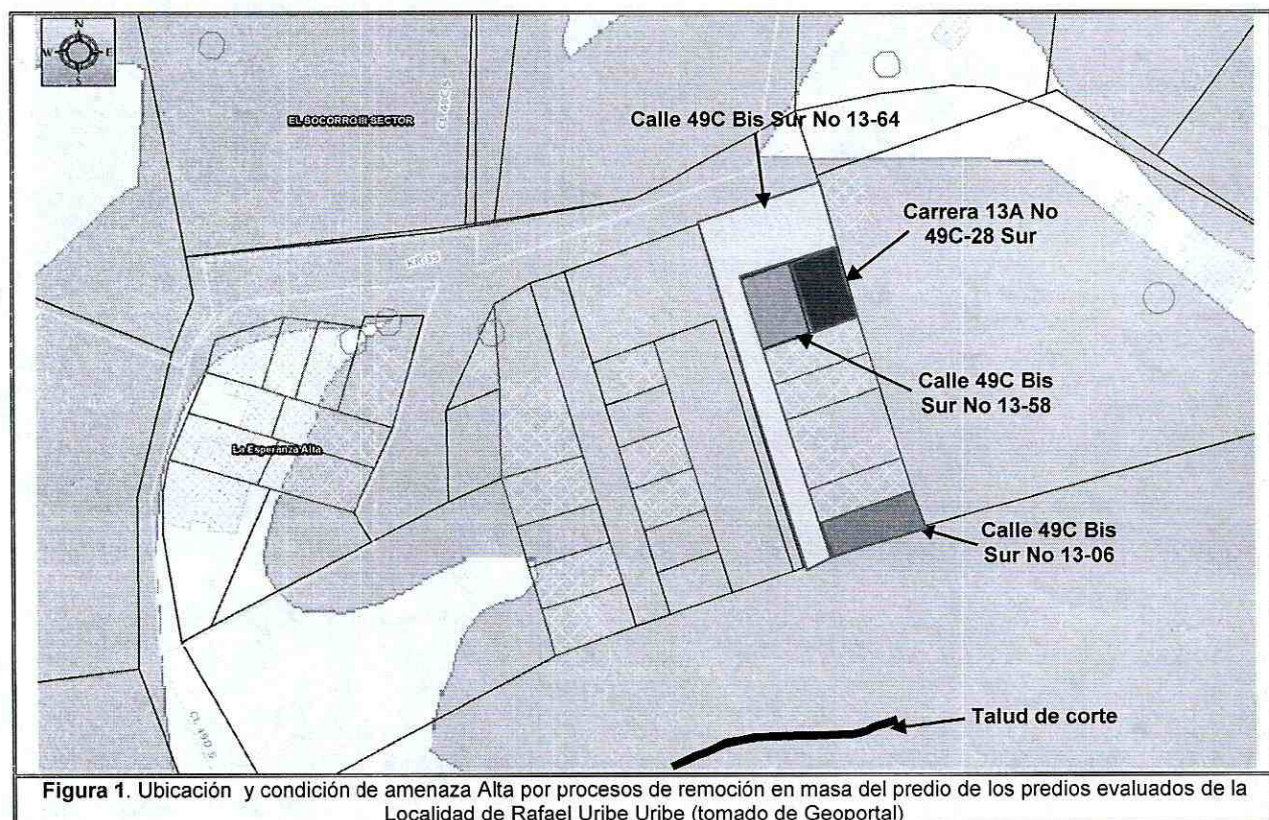 N
W
E
S
EL SOCORRO III SECTOR
Calle 49C Bis Sur No 13-64
Carrera 13A No
49C-28 Sur
Calle 49C Bis
Sur No 13-58
La Esperanza Alta
Calle 49C Bis
Sur No 13-06
Talud de corte
Figura 1. Ubicación y condición de amenaza Alta por procesos de remoción en masa del predio de los predios evaluados de la
Localidad de Rafael Uribe Uribe (tomado de Geoportal)